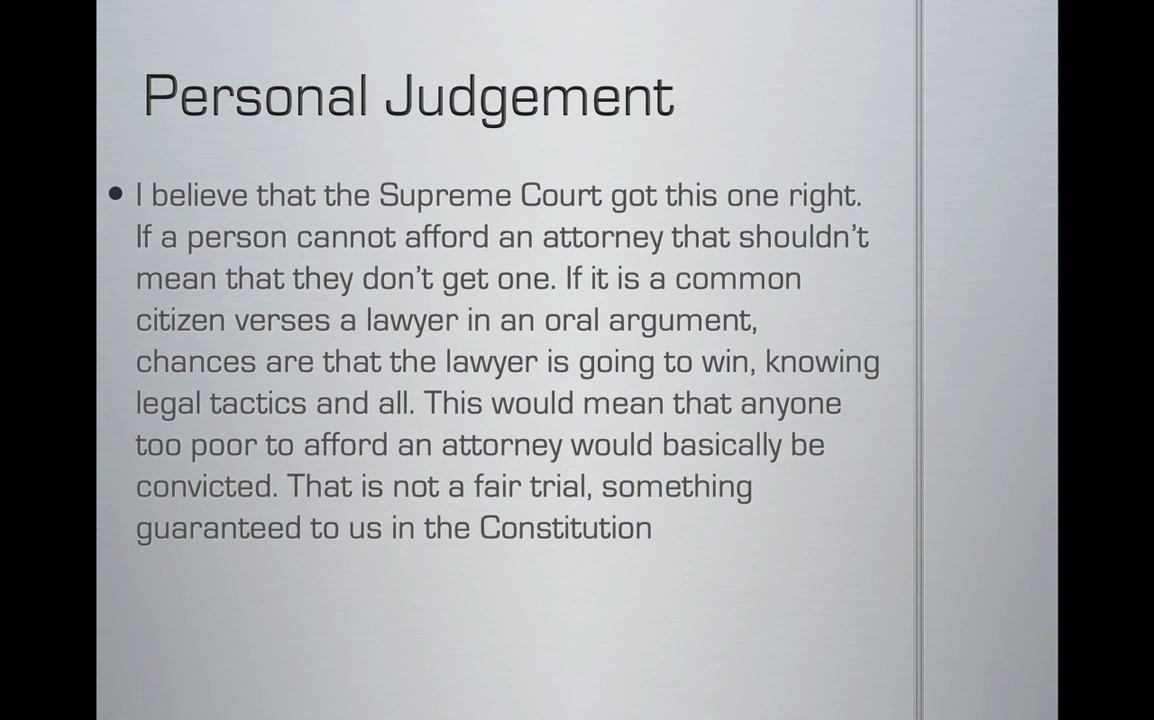 Personal Judgement
• I believe that the Supreme Court got this one right.
If a person cannot afford an attorney that shouldn't
mean that they don't get one. If it is a common
citizen verses a lawyer in an oral argument,
chances are that the lawyer is going to win, knowing
legal tactics and all. This would mean that anyone
too poor to afford an attorney would basically be
convicted. That is not a fair trial, something
guaranteed to us in the Constitution